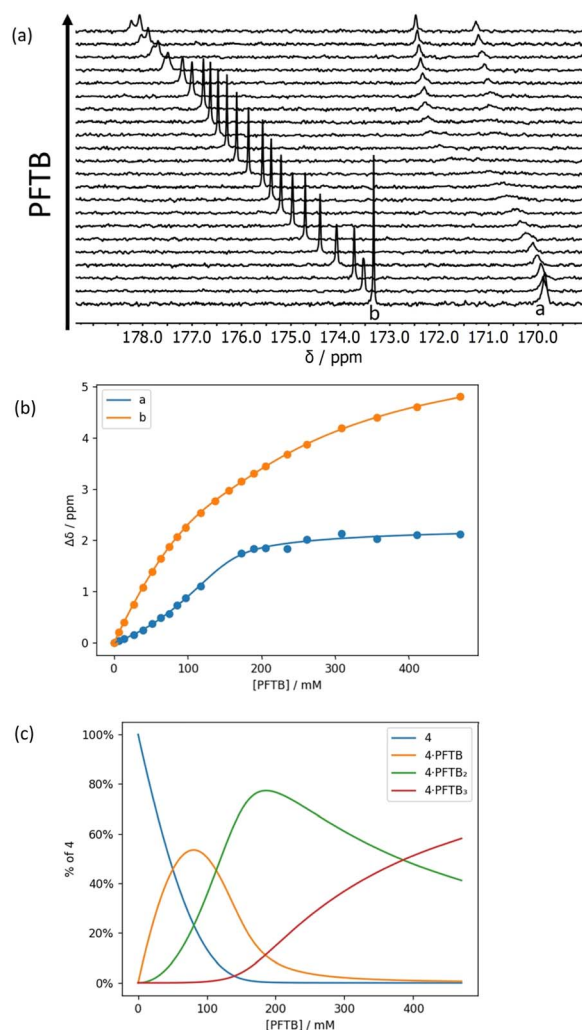 (a)
PFTB
b
a
178.0 177.0 176.0 175.0 174.0 173.0 172.0 171.0 170.0
δ / ppm
(b)
a
b
5
4
3
2
1
0
Δδ / ppm
0 100 200 300 400
[PFTB] / mM
(c)
4
4·PFTB
4·PFTB₂
4·PFTB₃
100%
80%
60%
40%
20%
0%
% of 4
0 100 200 300 400
[PFTB] / mM